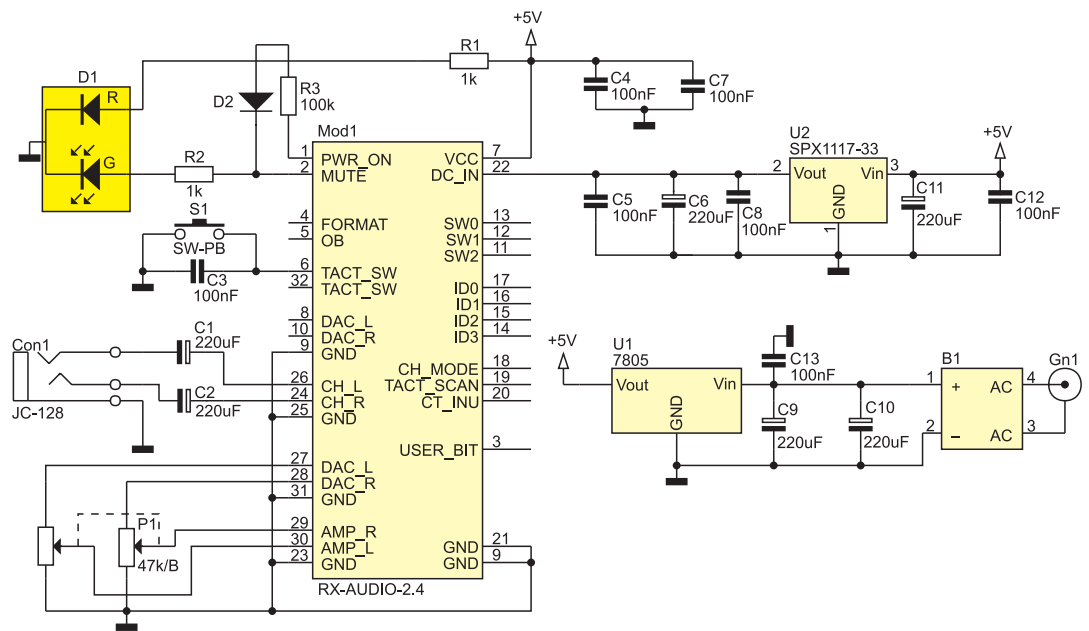 +5V
R1
1k
D1
R
G
D2
R3
100k
C4
100nF
C7
100nF
R2
1k
S1
SW-PB
C3
100nF
Mod1
1 PWR_ON
2 MUTE
4 FORMAT
5 OB
6 TACT_SW
32 TACT_SW
8 DAC_L
10 DAC_R
9 GND
26 CH_L
24 CH_R
25 GND
27 DAC_L
28 DAC_R
31 GND
29 AMP_R
30 AMP_L
23 GND
VCC 7
DC_IN 22
SW0 13
SW1 12
SW2 11
ID0 17
ID1 16
ID2 15
ID3 14
CH_MODE 18
TACT_SCAN 19
CT_INU 20
USER_BIT 3
GND 21
GND 9
RX-AUDIO-2.4
Con1
JC-128
C1
220uF
C2
220uF
P1
47k/B
U2
SPX1117-33
2 Vout Vin 3
GND
1
+5V
C5
100nF
C6
220uF
C8
100nF
C11
220uF
C12
100nF
+5V
U1
7805
Vout Vin
GND
C13
100nF
C9
220uF
C10
220uF
B1
1 + AC 4
2 – AC 3
Gn1